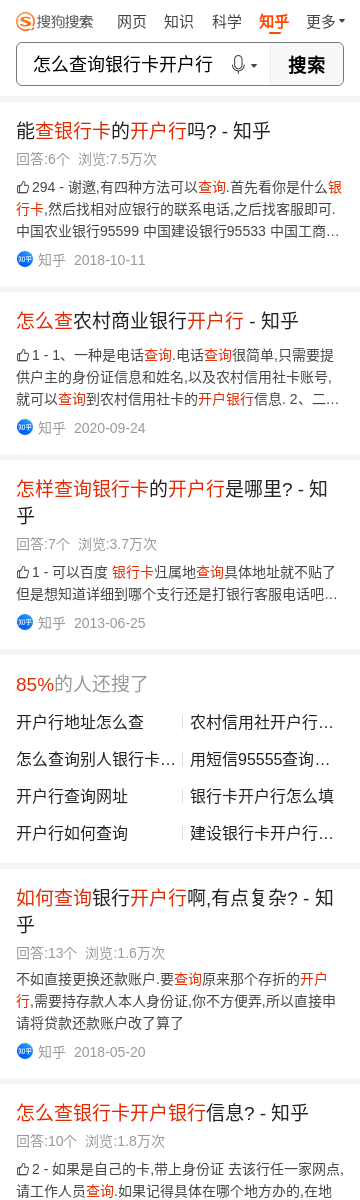 搜狗搜索 网页 知识 科学 知乎 更多
怎么查询银行卡开户行 搜索
能查银行卡的开户行吗? - 知乎
回答:6个 浏览:7.5万次
294 - 谢邀,有四种方法可以查询.首先看你是什么银
行卡,然后找相对应银行的联系电话,之后找客服即可.
中国农业银行95599 中国建设银行95533 中国工商…
知乎 知乎 2018-10-11
怎么查农村商业银行开户行 - 知乎
1 - 1、一种是电话查询.电话查询很简单,只需要提
供户主的身份证信息和姓名,以及农村信用社卡账号,
就可以查询到农村信用社卡的开户银行信息. 2、二…
知乎 知乎 2020-09-24
怎样查询银行卡的开户行是哪里? - 知
乎
回答:7个 浏览:3.7万次
1 - 可以百度 银行卡归属地查询具体地址就不贴了
但是想知道详细到哪个支行还是打银行客服电话吧…
知乎 知乎 2013-06-25
85%的人还搜了
开户行地址怎么查 农村信用社开户行…
怎么查询别人银行卡… 用短信95555查询…
开户行查询网址 银行卡开户行怎么填
开户行如何查询 建设银行卡开户行…
如何查询银行开户行啊,有点复杂? - 知
乎
回答:13个 浏览:1.6万次
不如直接更换还款账户.要查询原来那个存折的开户
行,需要持存款人本人身份证,你不方便弄,所以直接申
请将贷款还款账户改了算了
知乎 知乎 2018-05-20
怎么查询银行卡开户银行信息? - 知乎
回答:10个 浏览:1.8万次
2 - 如果是自己的卡,带上身份证 去该行任一家网点,
请工作人员查询.如果记得具体在哪个地方办的,在地